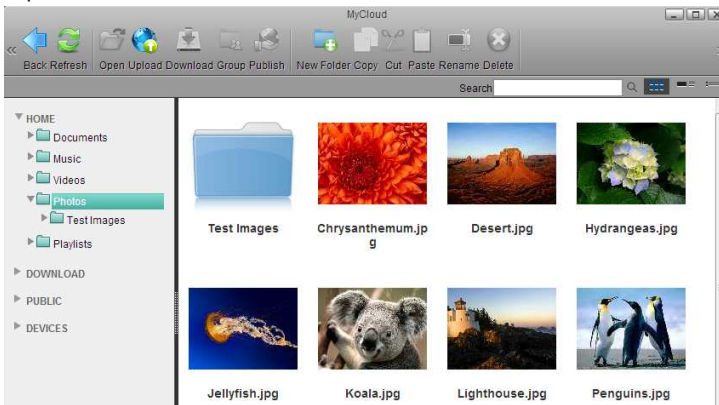 MyCloud
Back Refresh Open Upload Download Group Publish New Folder Copy Cut Paste Rename Delete
Search
HOME
Documents
Music
Videos
Photos
Test Images
Playlists
DOWNLOAD
PUBLIC
DEVICES
Test Images Chrysanthemum.jp Desert.jpg Hydrangeas.jpg
g
Jellyfish.jpg Koala.jpg Lighthouse.jpg Penguins.jpg